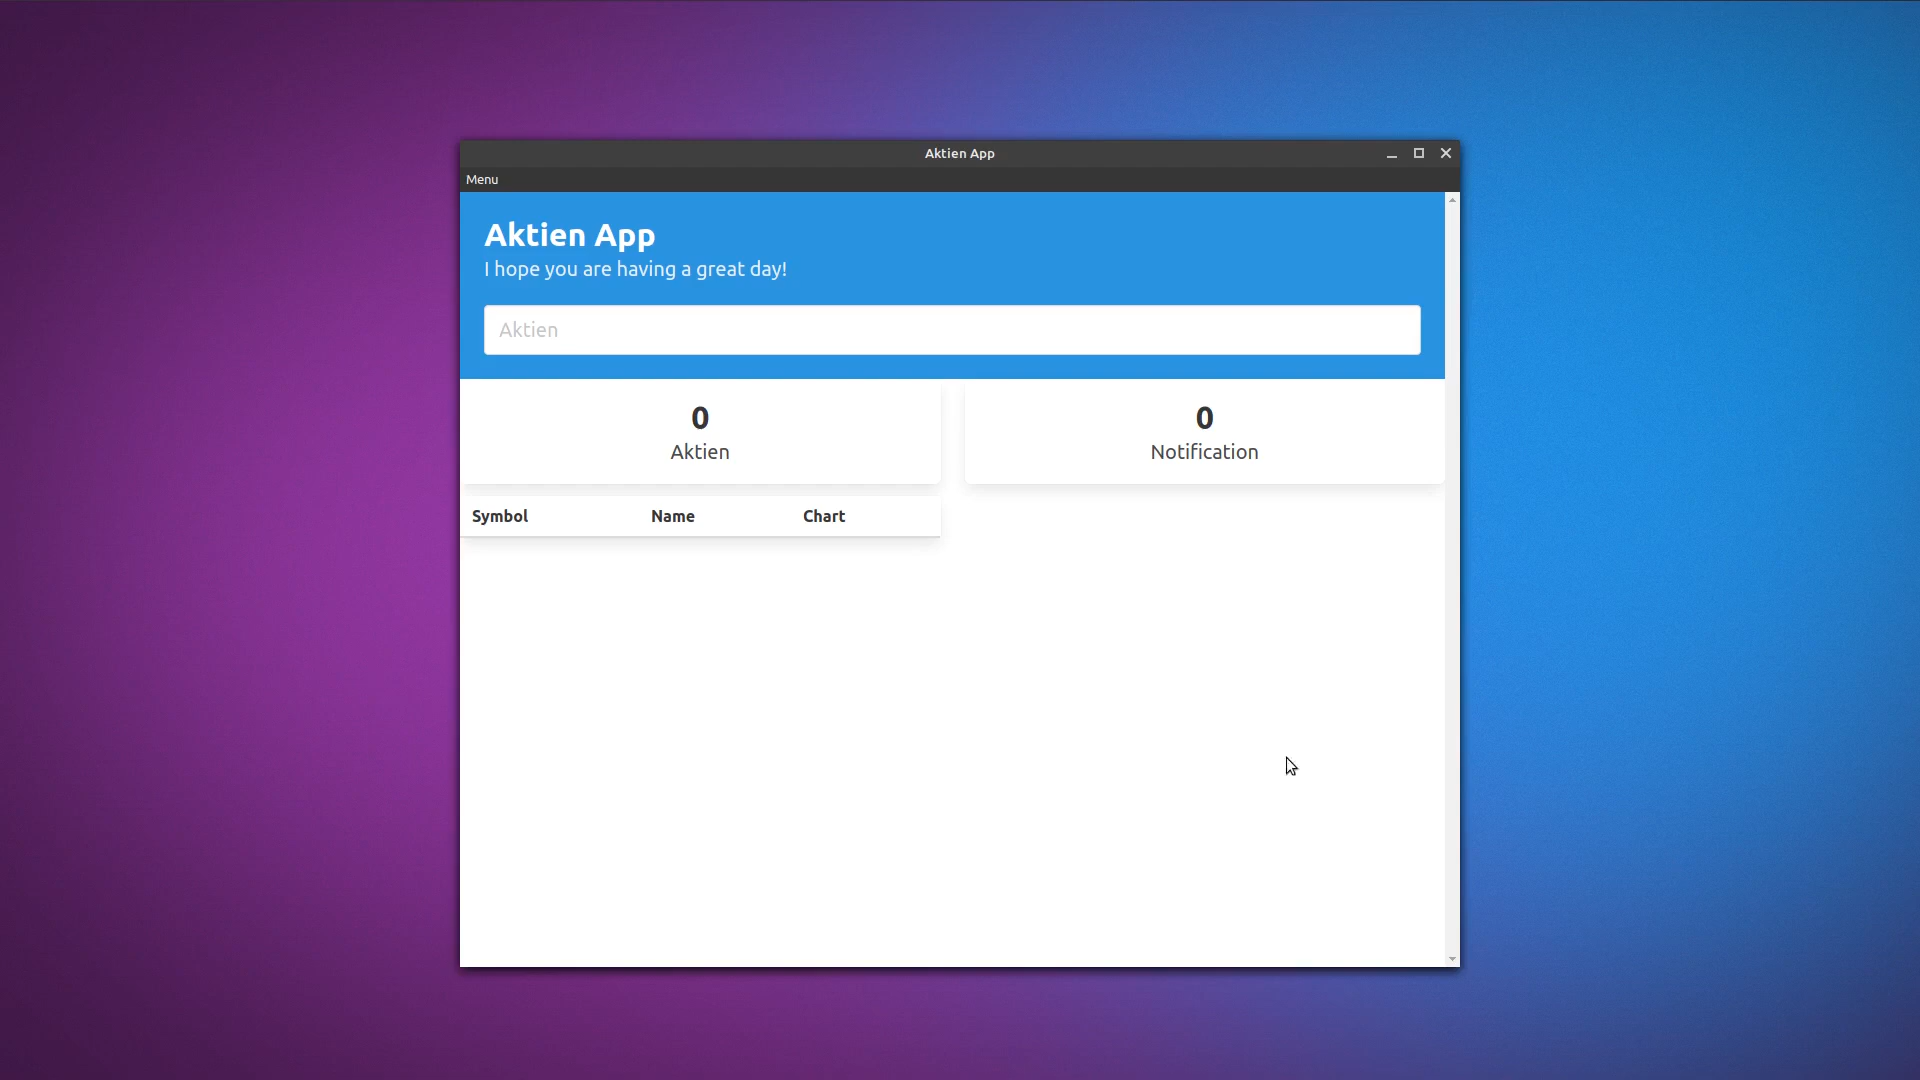 Aktien App
Menu
Aktien App
I hope you are having a great day!
Aktien
0
Aktien
0
Notification
Symbol Name Chart